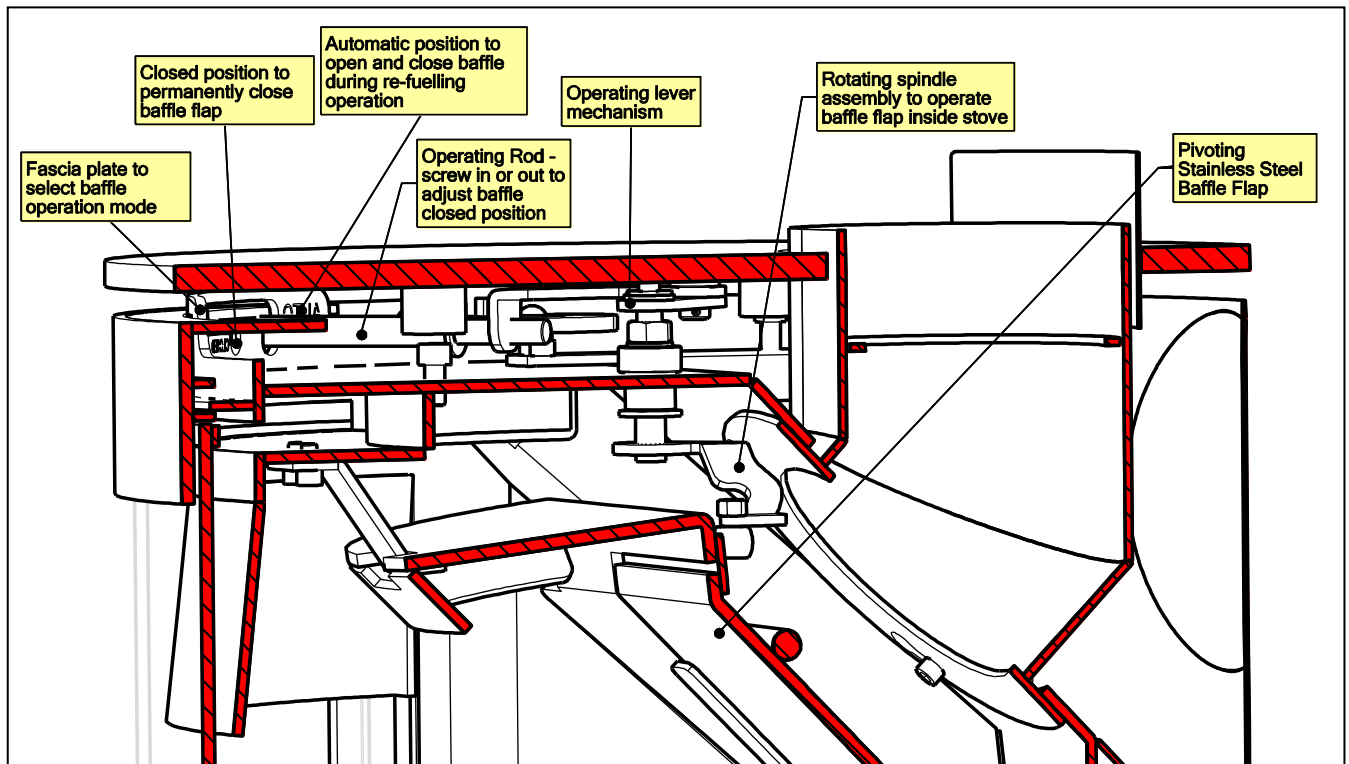 Automatic position to
open and close baffle
during re-fuelling
operation
Closed position to
permanently close
baffle flap
Operating lever
mechanism
Rotating spindle
assembly to operate
baffle flap inside stove
Pivoting
Stainless Steel
Baffle Flap
Fascia plate to
select baffle
operation mode
Operating Rod -
screw in or out to
adjust baffle
closed position